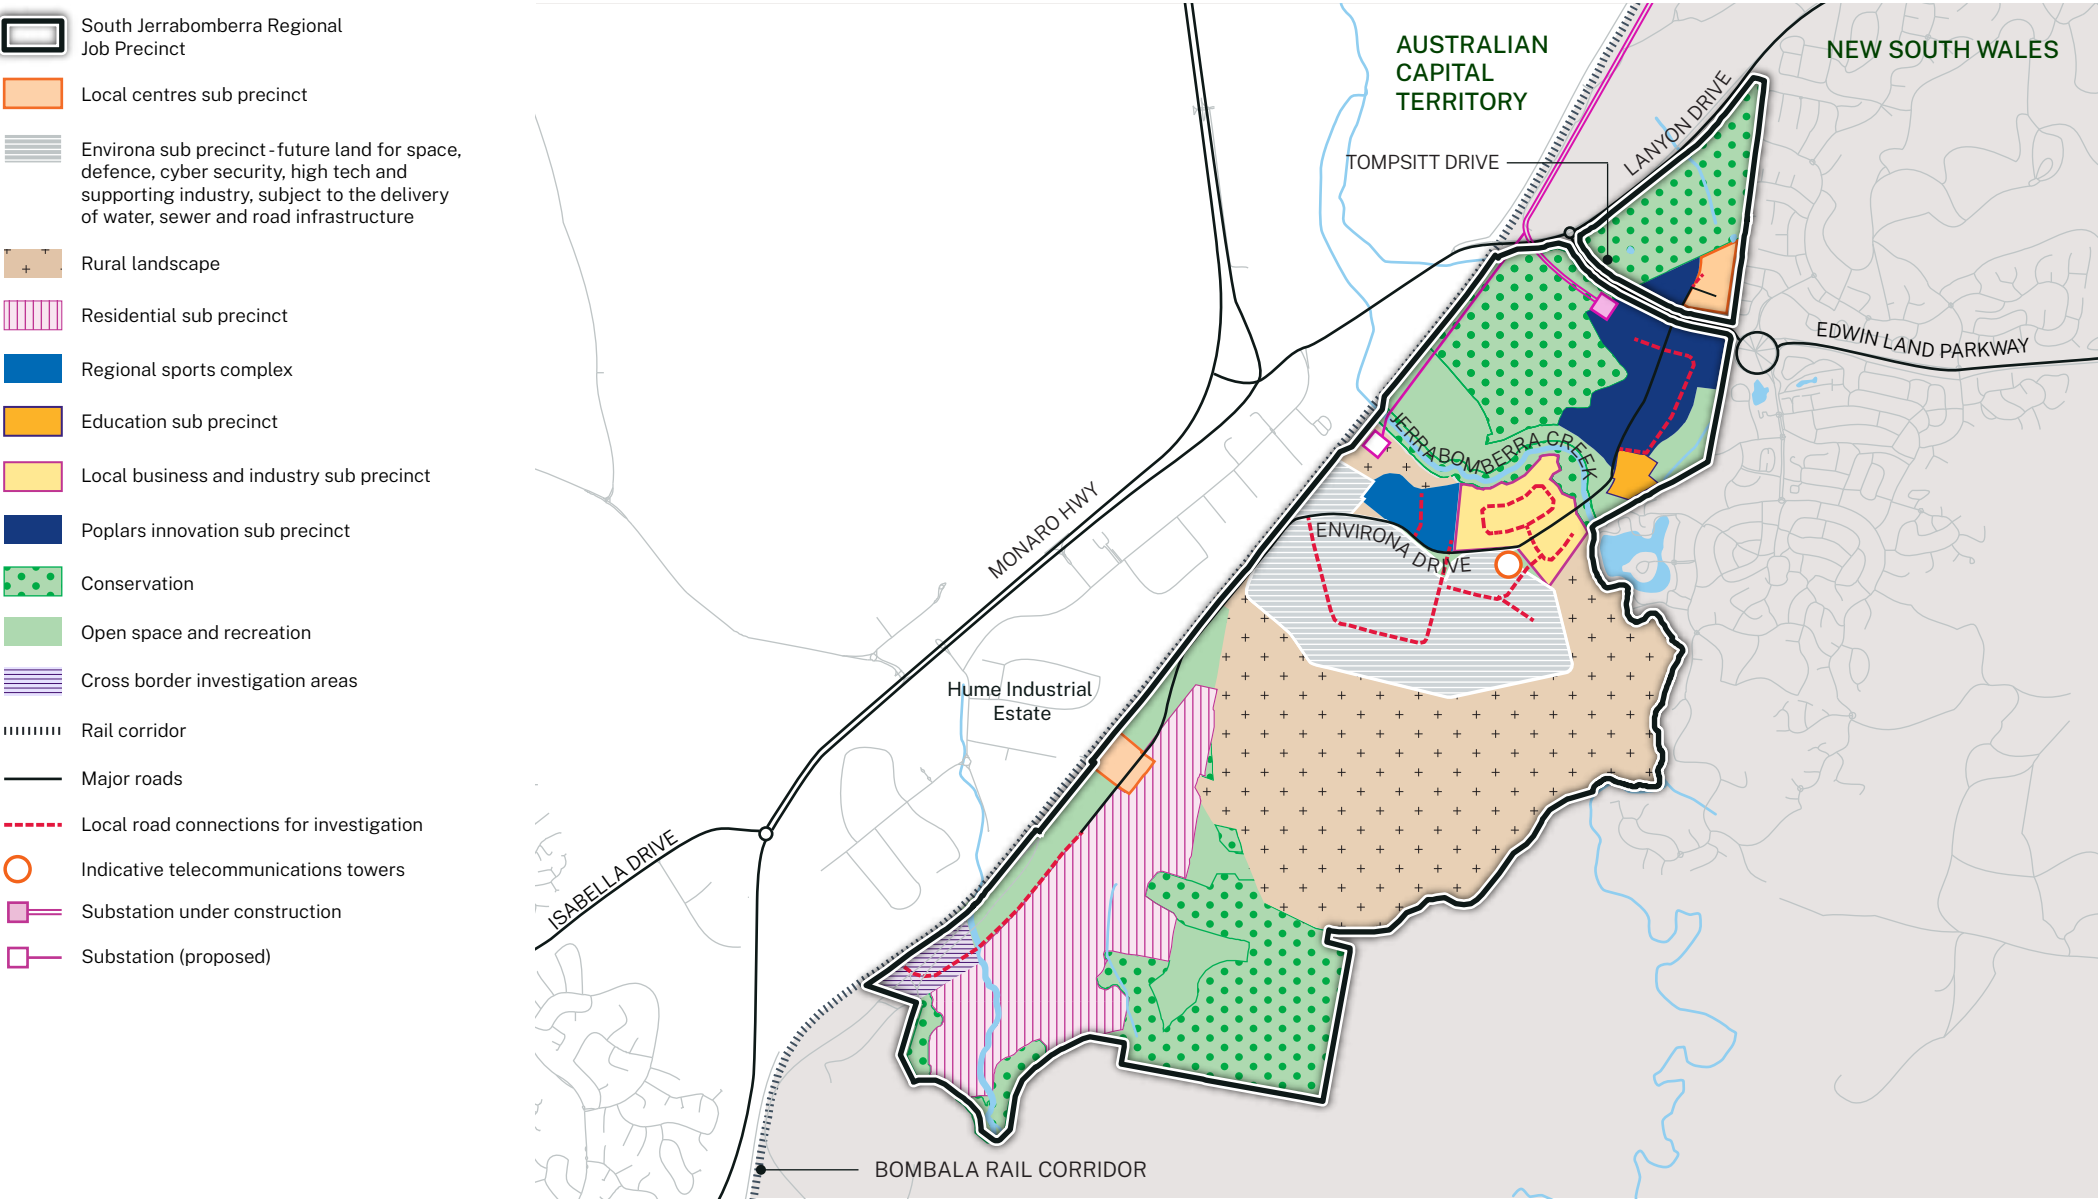 South Jerrabomberra Regional
Job Precinct
Local centres sub precinct
Environa sub precinct - future land for space,
defence, cyber security, high tech and
supporting industry, subject to the delivery
of water, sewer and road infrastructure
Rural landscape
Residential sub precinct
Regional sports complex
Education sub precinct
Local business and industry sub precinct
Poplars innovation sub precinct
Conservation
Open space and recreation
Cross border investigation areas
Rail corridor
Major roads
Local road connections for investigation
Indicative telecommunications towers
Substation under construction
Substation (proposed)
AUSTRALIAN
CAPITAL
TERRITORY
NEW SOUTH WALES
LANYON DRIVE
TOMPSITT DRIVE
EDWIN LAND PARKWAY
JERRABOMBERRA CREEK
MONARO HWY
ENVIRONA DRIVE
Hume Industrial
Estate
ISABELLA DRIVE
BOMBALA RAIL CORRIDOR